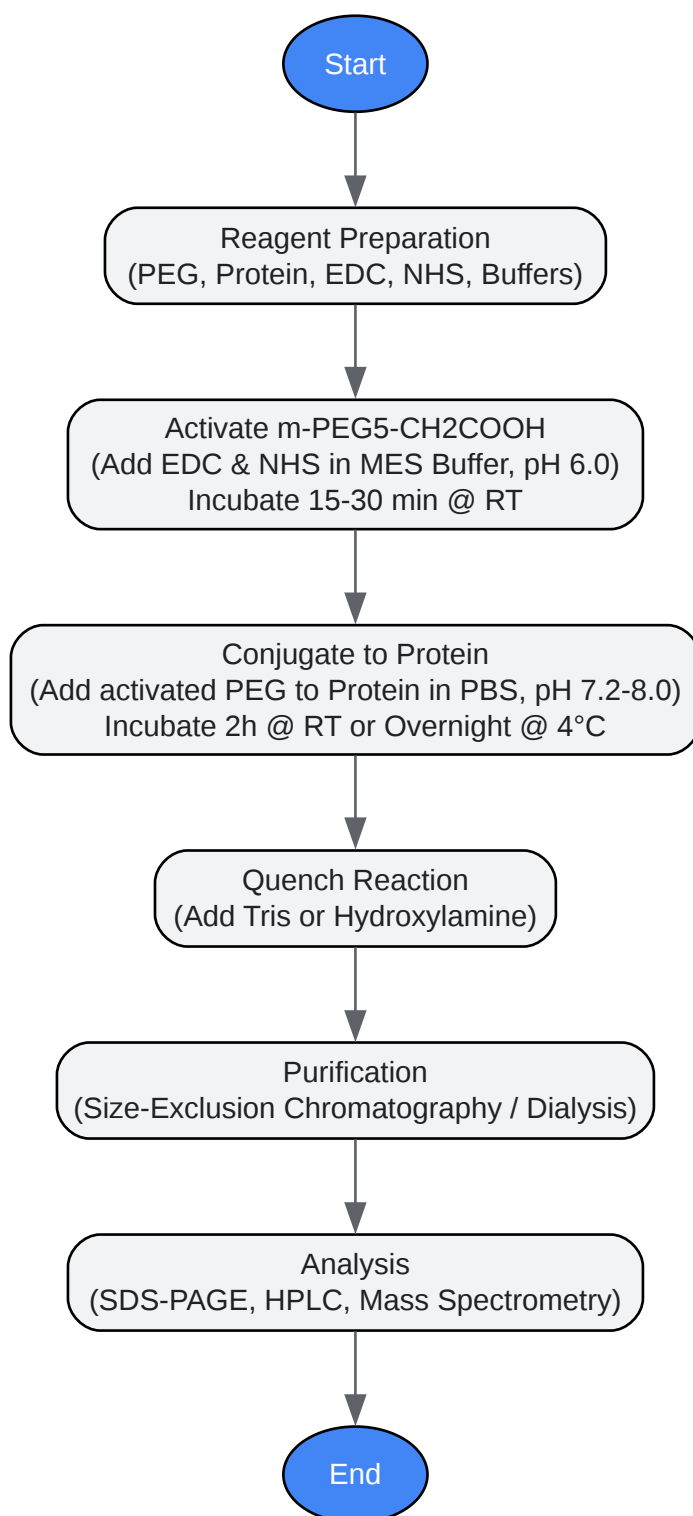 Start
Reagent Preparation
(PEG, Protein, EDC, NHS, Buffers)
Activate m-PEG5-CH2COOH
(Add EDC & NHS in MES Buffer, pH 6.0)
Incubate 15-30 min @ RT
Conjugate to Protein
(Add activated PEG to Protein in PBS, pH 7.2-8.0)
Incubate 2h @ RT or Overnight @ 4°C
Quench Reaction
(Add Tris or Hydroxylamine)
Purification
(Size-Exclusion Chromatography / Dialysis)
Analysis
(SDS-PAGE, HPLC, Mass Spectrometry)
End